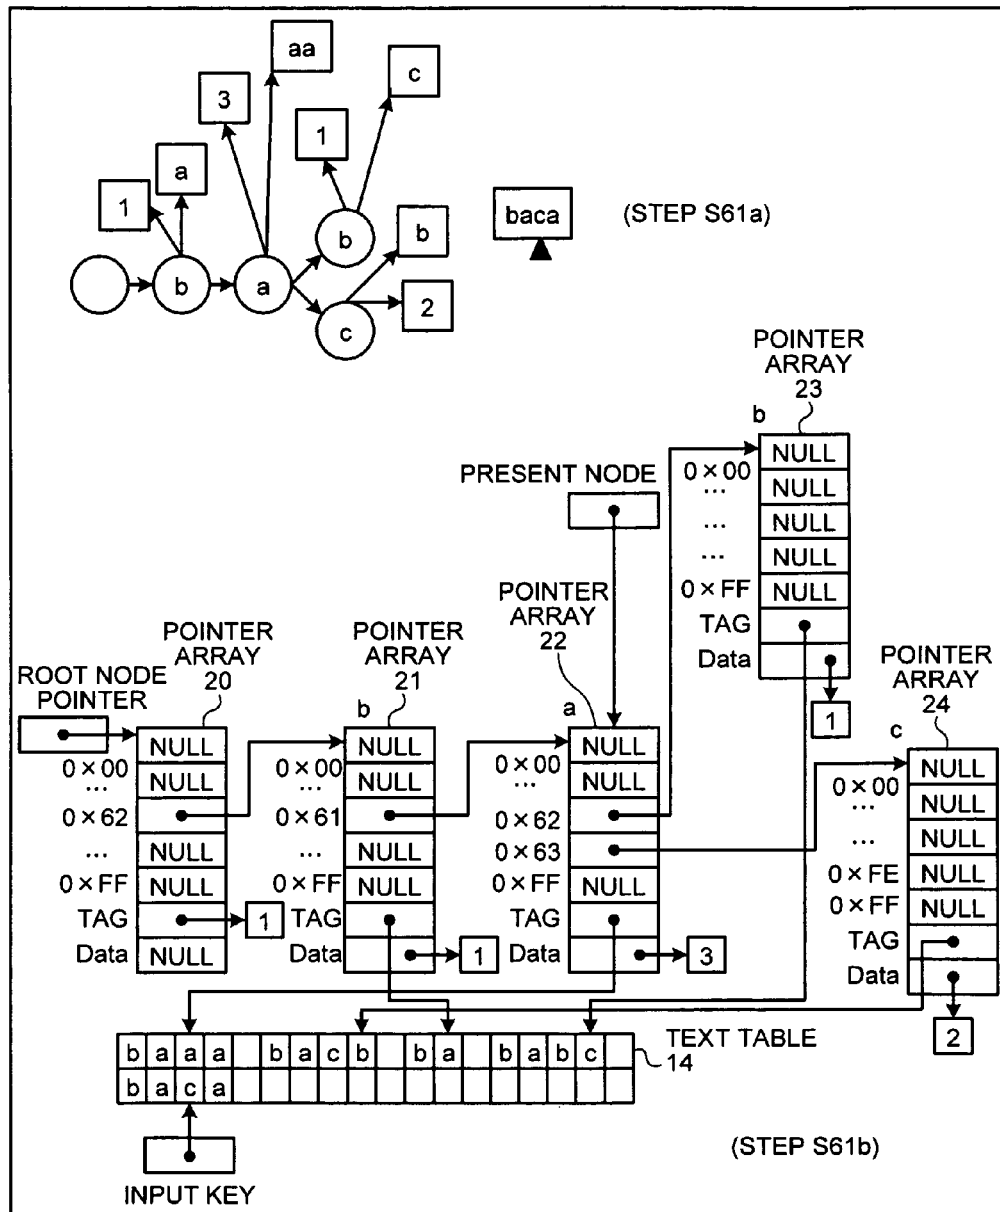 aa
c
3
1
a
1
b
b
baca
(STEP S61a)
b
a
2
c
POINTER
ARRAY
23
b
NULL
0×00
...
NULL
...
NULL
...
NULL
0×FF
NULL
TAG
Data
1
PRESENT NODE
POINTER
ARRAY
22
a
NULL
0×00
...
NULL
0×62
0×63
0×FF
NULL
TAG
Data
3
POINTER
ARRAY
21
b
NULL
0×00
...
NULL
0×61
...
NULL
0×FF
NULL
TAG
Data
1
POINTER
ARRAY
20
ROOT NODE
POINTER
NULL
0×00
...
NULL
0×62
...
NULL
0×FF
NULL
TAG
1
Data
NULL
POINTER
ARRAY
24
c
NULL
0×00
...
NULL
...
NULL
0×FE
NULL
0×FF
NULL
TAG
Data
2
b a a a b a c b b a b a b c
b a c a
TEXT TABLE
14
INPUT KEY
(STEP S61b)